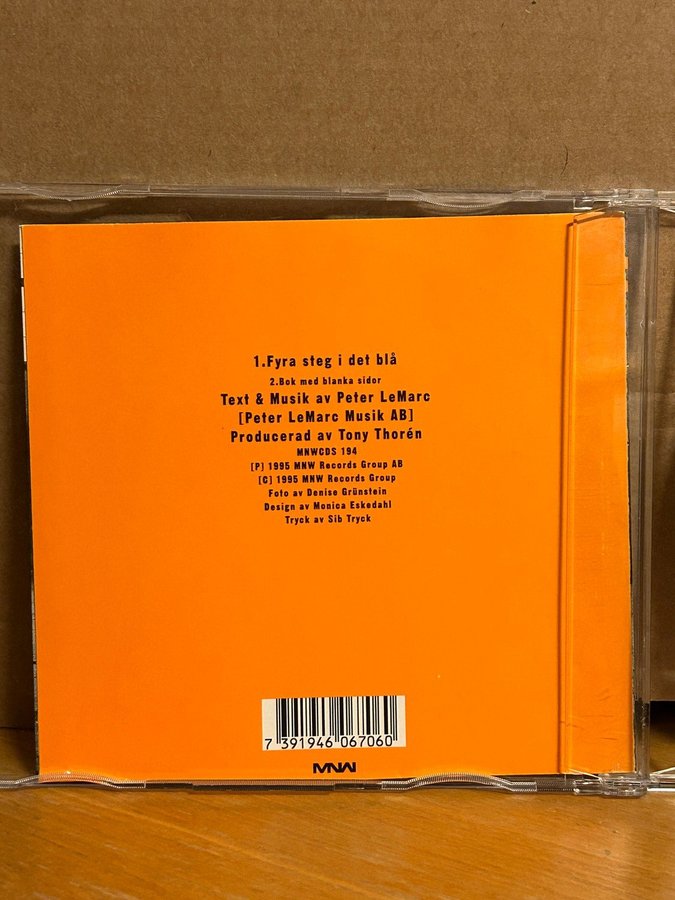 1.Fyra steg i det blå
2.Bok med blanka sidor
Text & Musik av Peter LeMarc
[Peter LeMarc Musik AB]
Producerad av Tony Thorén
MNWCDS 194
[P] 1995 MNW Records Group AB
[C] 1995 MNW Records Group
Foto av Denise Grünstein
Design av Monica Eskedahl
Tryck av Sib Tryck
7 391946 067060
MNW